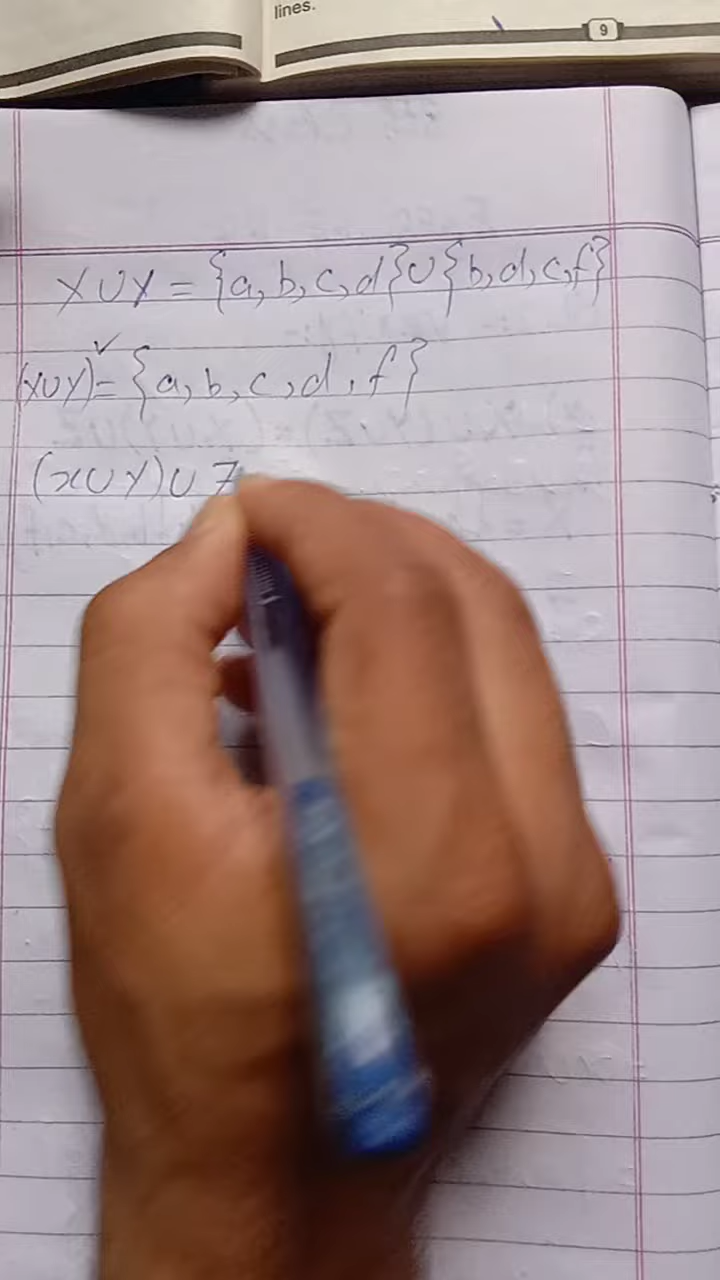 lines.
9
X∪Y = {a, b, c, d}∪{b, d, c, f}
(X∪Y) = {a, b, c, d, f}
(X∪Y)∪Z